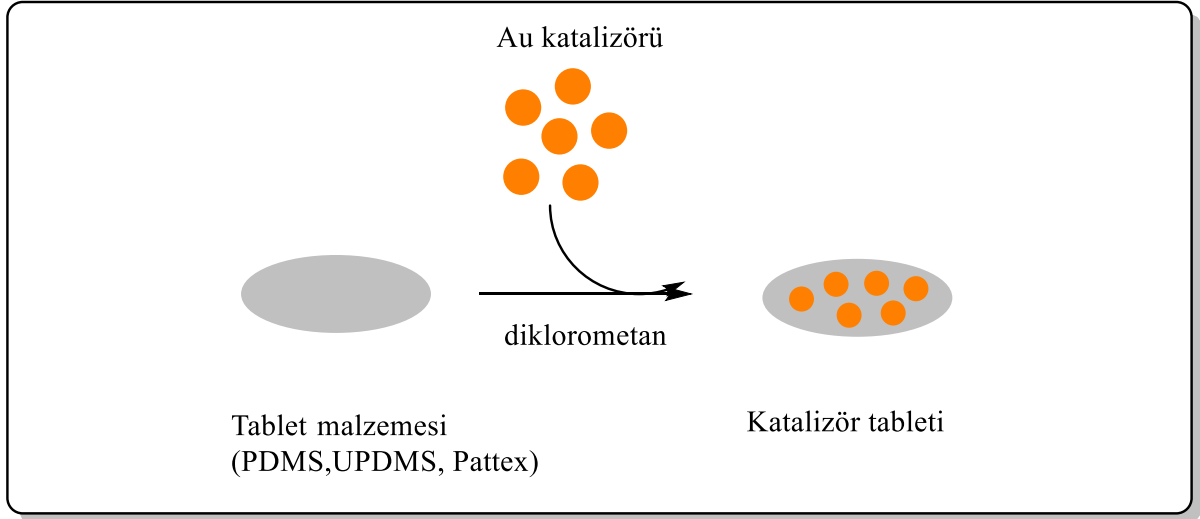 Au katalizörü
diklorometan
Tablet malzemesi
(PDMS,UPDMS, Pattex)
Katalizör tableti